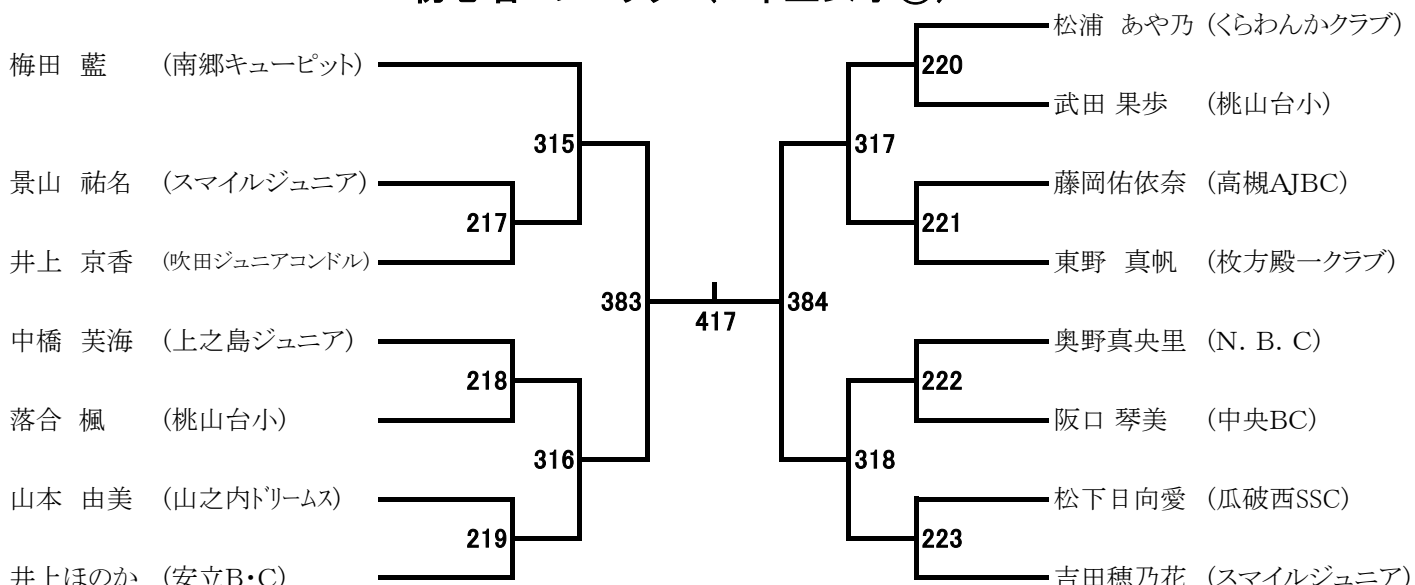 松浦 あや乃 (くらわんかクラブ)
梅田 藍 (南郷キューピット)
220
武田 果歩 (桃山台小)
315
317
景山 祐名 (スマイルジュニア)
藤岡佑依奈 (高槻AJBC)
217
221
井上 京香 (吹田ジュニアコンドル)
東野 真帆 (枚方殿一クラブ)
383
384
417
中橋 芙海 (上之島ジュニア)
奥野真央里 (N. B. C)
218
222
落合 楓 (桃山台小)
阪口 琴美 (中央BC)
316
318
山本 由美 (山之内ドリームス)
松下日向愛 (瓜破西SSC)
219
223
井上ほのか (安立B・C)
吉田穂乃花 (スマイルジュニア)